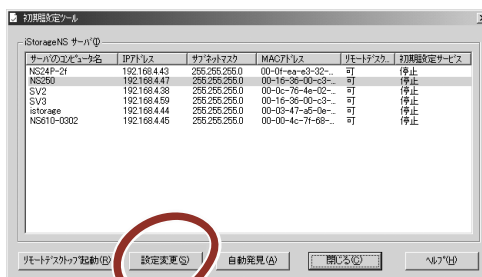 初期設定ツール
iStorageNS サーバ(V)
サーバのコンピュータ名 IPアドレス サブネットマスク MACアドレス リモートデスク... 初期設定サービス
NS24P-2f 192.168.4.43 255.255.255.0 00-0f-ea-e3-32-... 可 停止
NS250 192.168.4.47 255.255.255.0 00-16-36-00-c3-... 可 停止
SV2 192.168.4.38 255.255.255.0 00-0c-76-4e-02-... 可 停止
SV3 192.168.4.59 255.255.255.0 00-16-36-00-c3-... 可 停止
istorage 192.168.4.44 255.255.255.0 00-03-47-a5-0e-... 可 停止
NS610-0302 192.168.4.45 255.255.255.0 00-00-4c-7f-68-... 可 停止
リモートデスクトップ起動(R) 設定変更(S) 自動発見(A) 閉じる(C) ヘルプ(H)